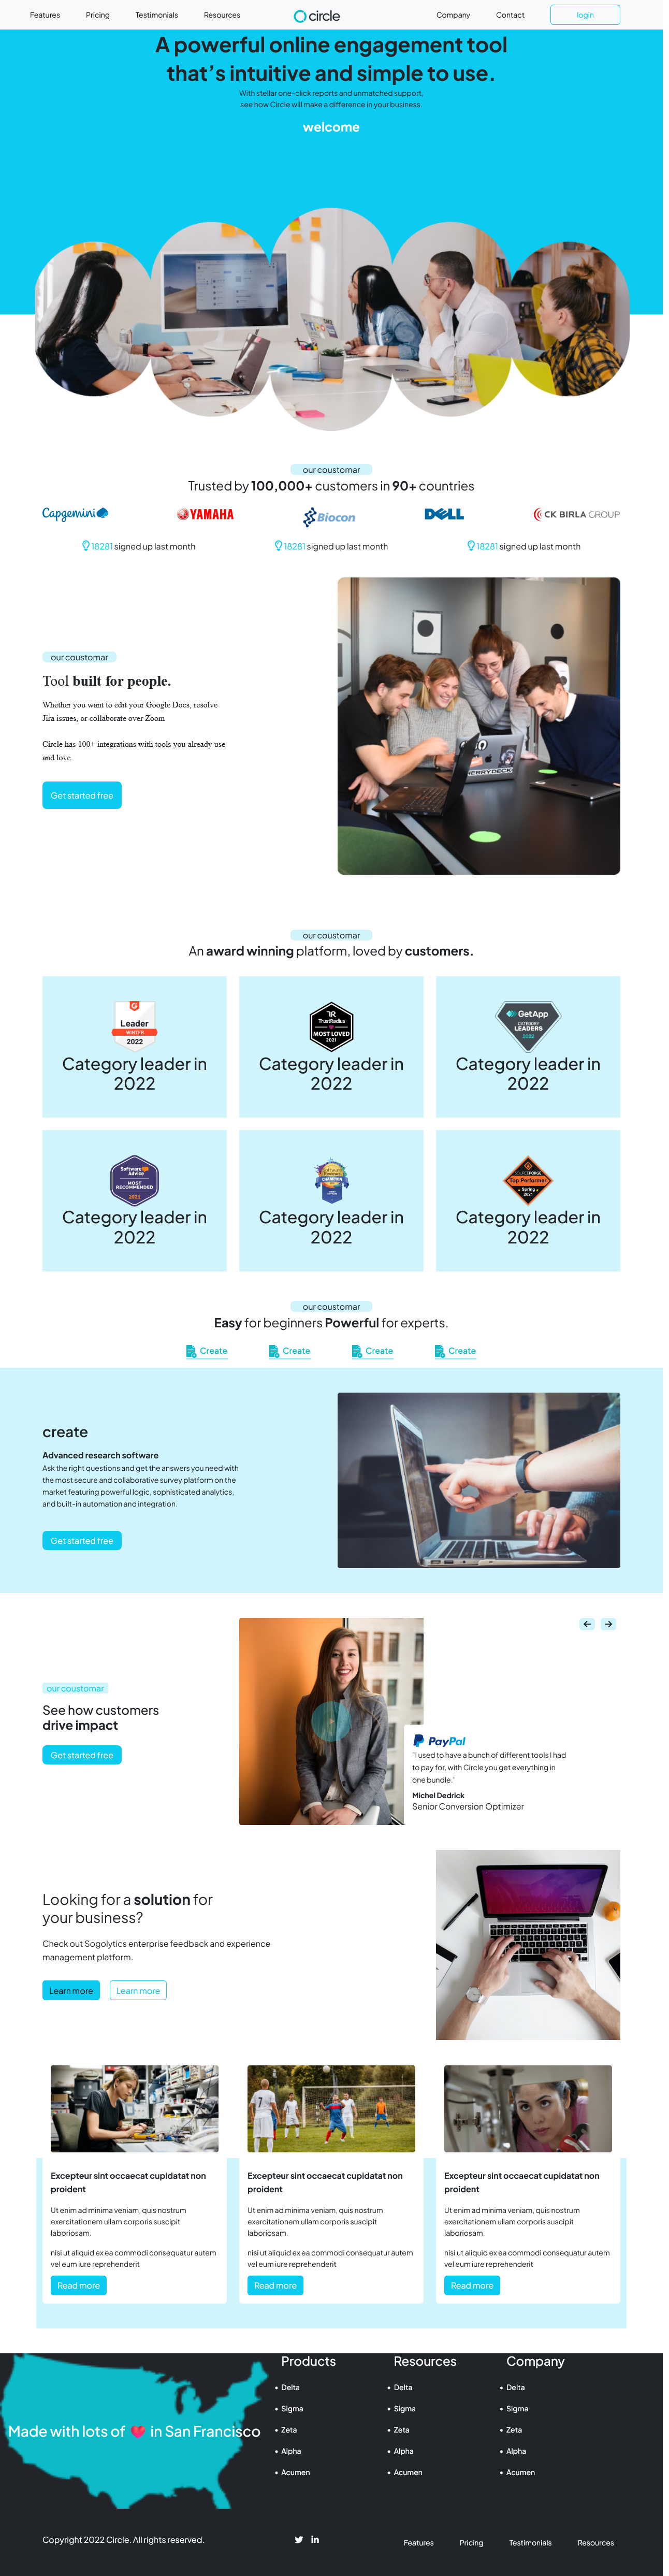 Features Pricing Testimonials Resources circle Company Contact login
A powerful online engagement tool
that’s intuitive and simple to use.
With stellar one-click reports and unmatched support,
see how Circle will make a difference in your business.
welcome
our coustomar
Trusted by 100,000+ customers in 90+ countries
Capgemini YAMAHA Biocon DELL CK BIRLA GROUP
18281 signed up last month 18281 signed up last month 18281 signed up last month
our coustomar
Tool built for people.
Whether you want to edit your Google Docs, resolve
Jira issues, or collaborate over Zoom
Circle has 100+ integrations with tools you already use
and love.
Get started free
our coustomar
An award winning platform, loved by customers.
Leader
WINTER
2022
Category leader in
2022
TR
TrustRadius
MOST LOVED
2021
Category leader in
2022
GetApp
CATEGORY
LEADERS
2022
Category leader in
2022
Software
Advice
MOST
RECOMMENDED
2022
Category leader in
2022
CHAMPION
Category leader in
2022
SOURCEFORGE
Top Performer
Spring
2021
Category leader in
2022
our coustomar
Easy for beginners Powerful for experts.
Create Create Create Create
create
Advanced research software
Ask the right questions and get the answers you need with
the most secure and collaborative survey platform on the
market featuring powerful logic, sophisticated analytics,
and built-in automation and integration.
Get started free
our coustomar
See how customers
drive impact
Get started free
PayPal
"I used to have a bunch of different tools I had
to pay for, with Circle you get everything in
one bundle."
Michel Dedrick
Senior Conversion Optimizer
Looking for a solution for
your business?
Check out Sogolytics enterprise feedback and experience
management platform.
Learn more Learn more
Excepteur sint occaecat cupidatat non
proident
Ut enim ad minima veniam, quis nostrum
exercitationem ullam corporis suscipit
laboriosam.
nisi ut aliquid ex ea commodi consequatur autem
vel eum iure reprehenderit
Read more
Excepteur sint occaecat cupidatat non
proident
Ut enim ad minima veniam, quis nostrum
exercitationem ullam corporis suscipit
laboriosam.
nisi ut aliquid ex ea commodi consequatur autem
vel eum iure reprehenderit
Read more
Excepteur sint occaecat cupidatat non
proident
Ut enim ad minima veniam, quis nostrum
exercitationem ullam corporis suscipit
laboriosam.
nisi ut aliquid ex ea commodi consequatur autem
vel eum iure reprehenderit
Read more
Made with lots of in San Francisco
Products
Delta
Sigma
Zeta
Alpha
Acumen
Resources
Delta
Sigma
Zeta
Alpha
Acumen
Company
Delta
Sigma
Zeta
Alpha
Acumen
Copyright 2022 Circle. All rights reserved.
Features Pricing Testimonials Resources